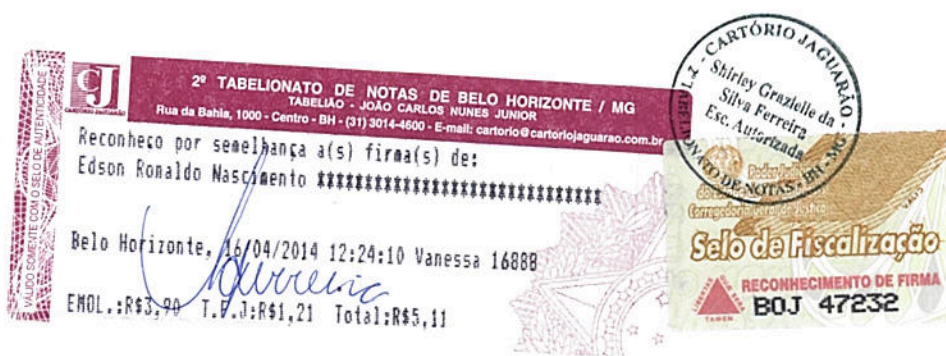 VÁLIDO SOMENTE COM O SELO DE AUTENTICIDADE
CJ
2º TABELIONATO DE NOTAS DE BELO HORIZONTE / MG
TABELIÃO - JOÃO CARLOS NUNES JUNIOR
Rua da Bahia, 1000 - Centro - BH - (31) 3014-4600 - E-mail: cartorio@cartoriojaguarao.com.br
Reconheço por semelhança a(s) firma(s) de:
Edson Ronaldo Nascimento ******************************
Belo Horizonte, 16/04/2014 12:24:10 Vanessa 16888
EMOL.:R$3,90 T.F.J:R$1,21 Total:R$5,11
CARTÓRIO JAGUARÃO
Shirley Grazielle da
Silva Ferreira
Esc. Autorizada
DE NOTAS - BH - MG
Corregedoria Geral de Justiça
Selo de Fiscalização
RECONHECIMENTO DE FIRMA
BOJ 47232